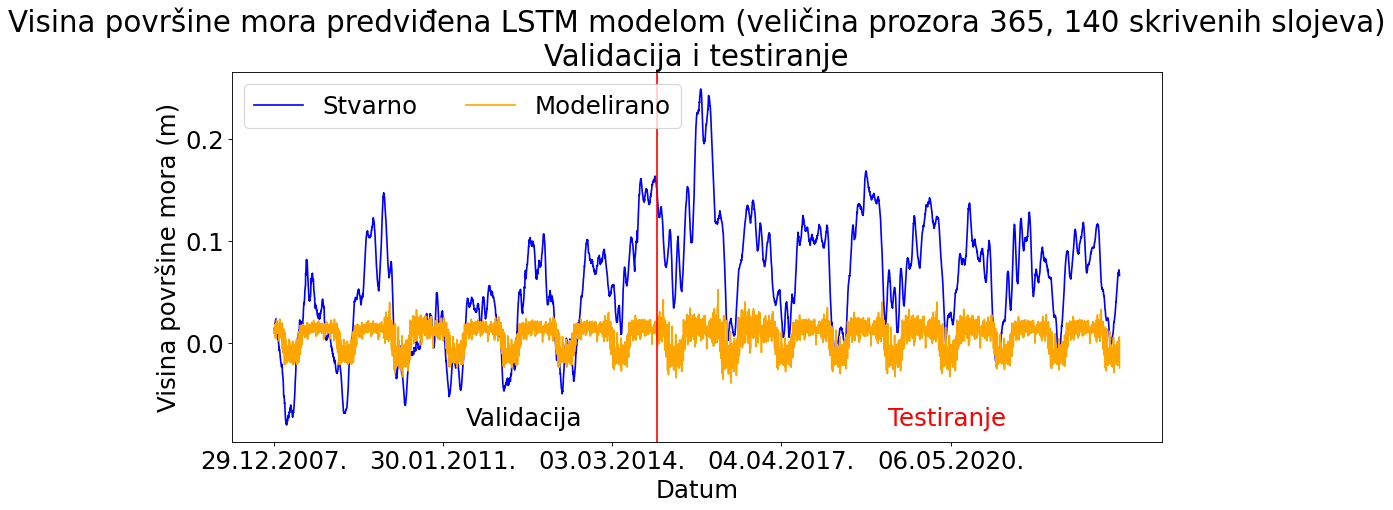 Visina površine mora predviđena LSTM modelom (veličina prozora 365, 140 skrivenih slojeva)
Validacija i testiranje
Stvarno
Modelirano
Visina površine mora (m)
0.2
0.1
0.0
Validacija
Testiranje
29.12.2007.
30.01.2011.
03.03.2014.
04.04.2017.
06.05.2020.
Datum